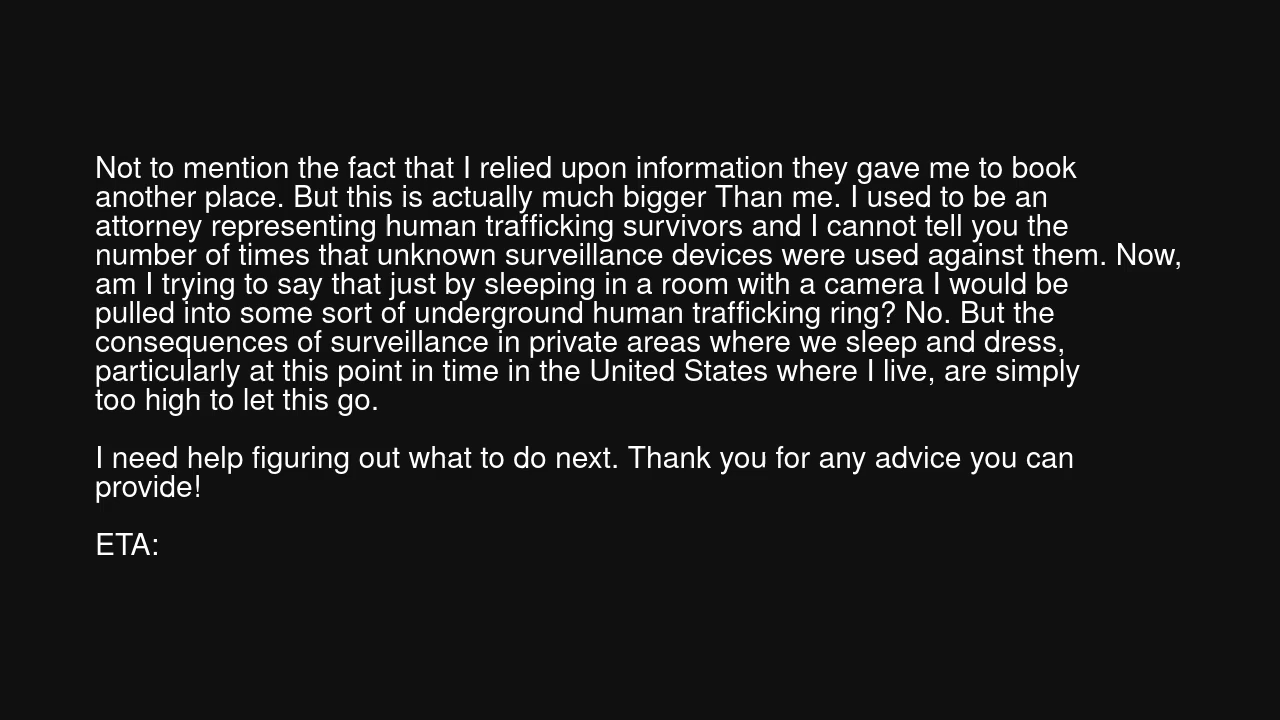 Not to mention the fact that I relied upon information they gave me to book
another place. But this is actually much bigger Than me. I used to be an
attorney representing human trafficking survivors and I cannot tell you the
number of times that unknown surveillance devices were used against them. Now,
am I trying to say that just by sleeping in a room with a camera I would be
pulled into some sort of underground human trafficking ring? No. But the
consequences of surveillance in private areas where we sleep and dress,
particularly at this point in time in the United States where I live, are simply
too high to let this go.
I need help figuring out what to do next. Thank you for any advice you can
provide!
ETA: